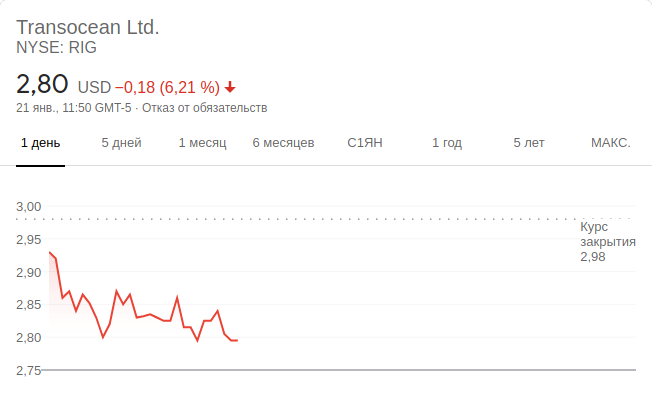 Transocean Ltd.
NYSE: RIG
2,80 USD −0,18 (6,21 %)
21 янв., 11:50 GMT-5 · Отказ от обязательств
1 день 5 дней 1 месяц 6 месяцев С1ЯН 1 год 5 лет МАКС.
3,00
Курс
2,95 закрытия
2,98
2,90
2,85
2,80
2,75